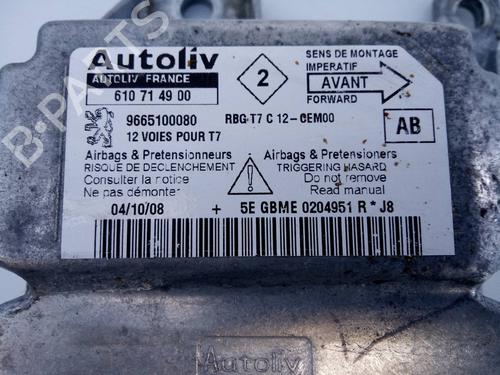 Autoliv
AUTOLIV FRANCE
610 71 49 00
2
SENS DE MONTAGE
IMPERATIF
AVANT
FORWARD
9665100080
RBG T7 C 12-CEM00
12 VOIES POUR T7
AB
Airbags & Pretensionneurs
RISQUE DE DECLENCHEMENT
Consulter la notice
Ne pas démonter
Airbags & Pretensioners
TRIGGERING HASARD
Do not remove
Read manual
04/10/08 + 5E GBME 0204951 R * J8
Autoliv
B-PARTS